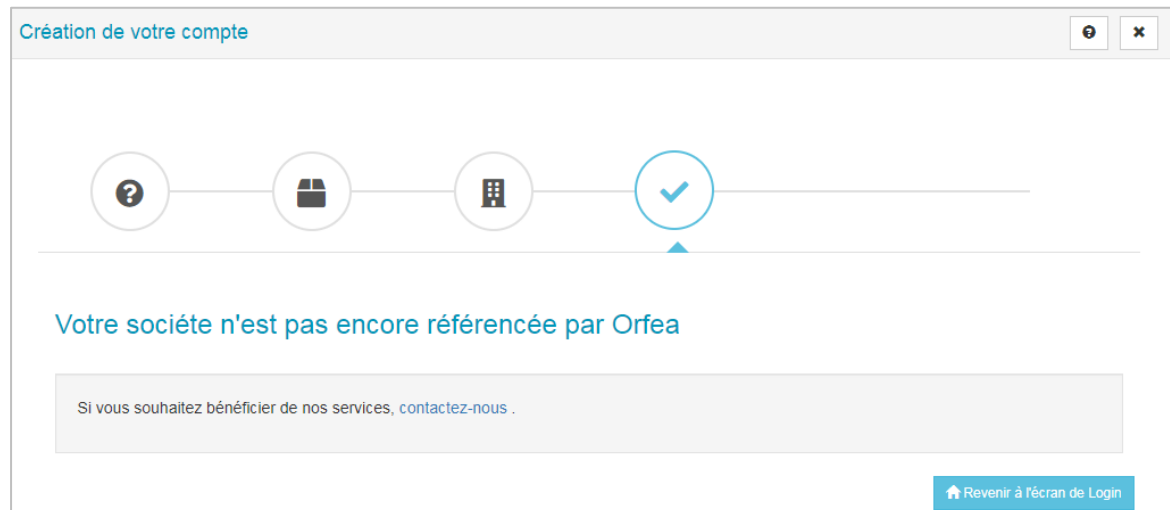 Création de votre compte
Votre sociéte n'est pas encore référencée par Orfea
Si vous souhaitez bénéficier de nos services, contactez-nous .
Revenir à l'écran de Login